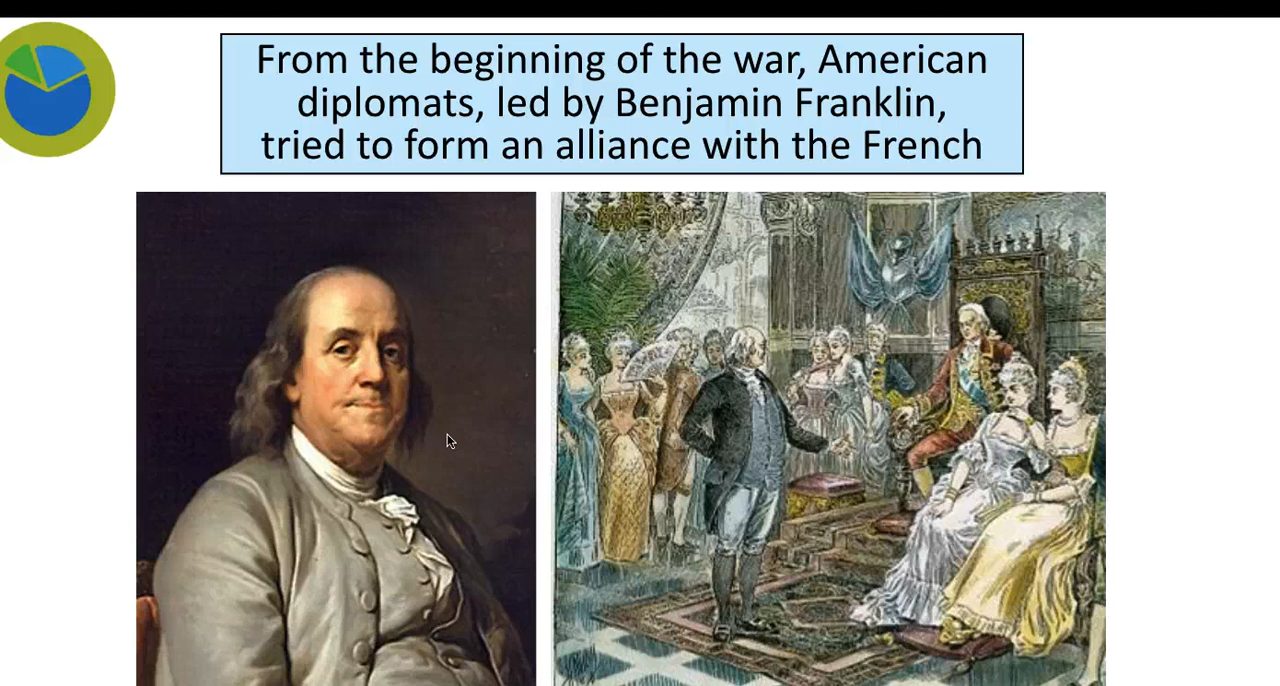 From the beginning of the war, American
diplomats, led by Benjamin Franklin,
tried to form an alliance with the French